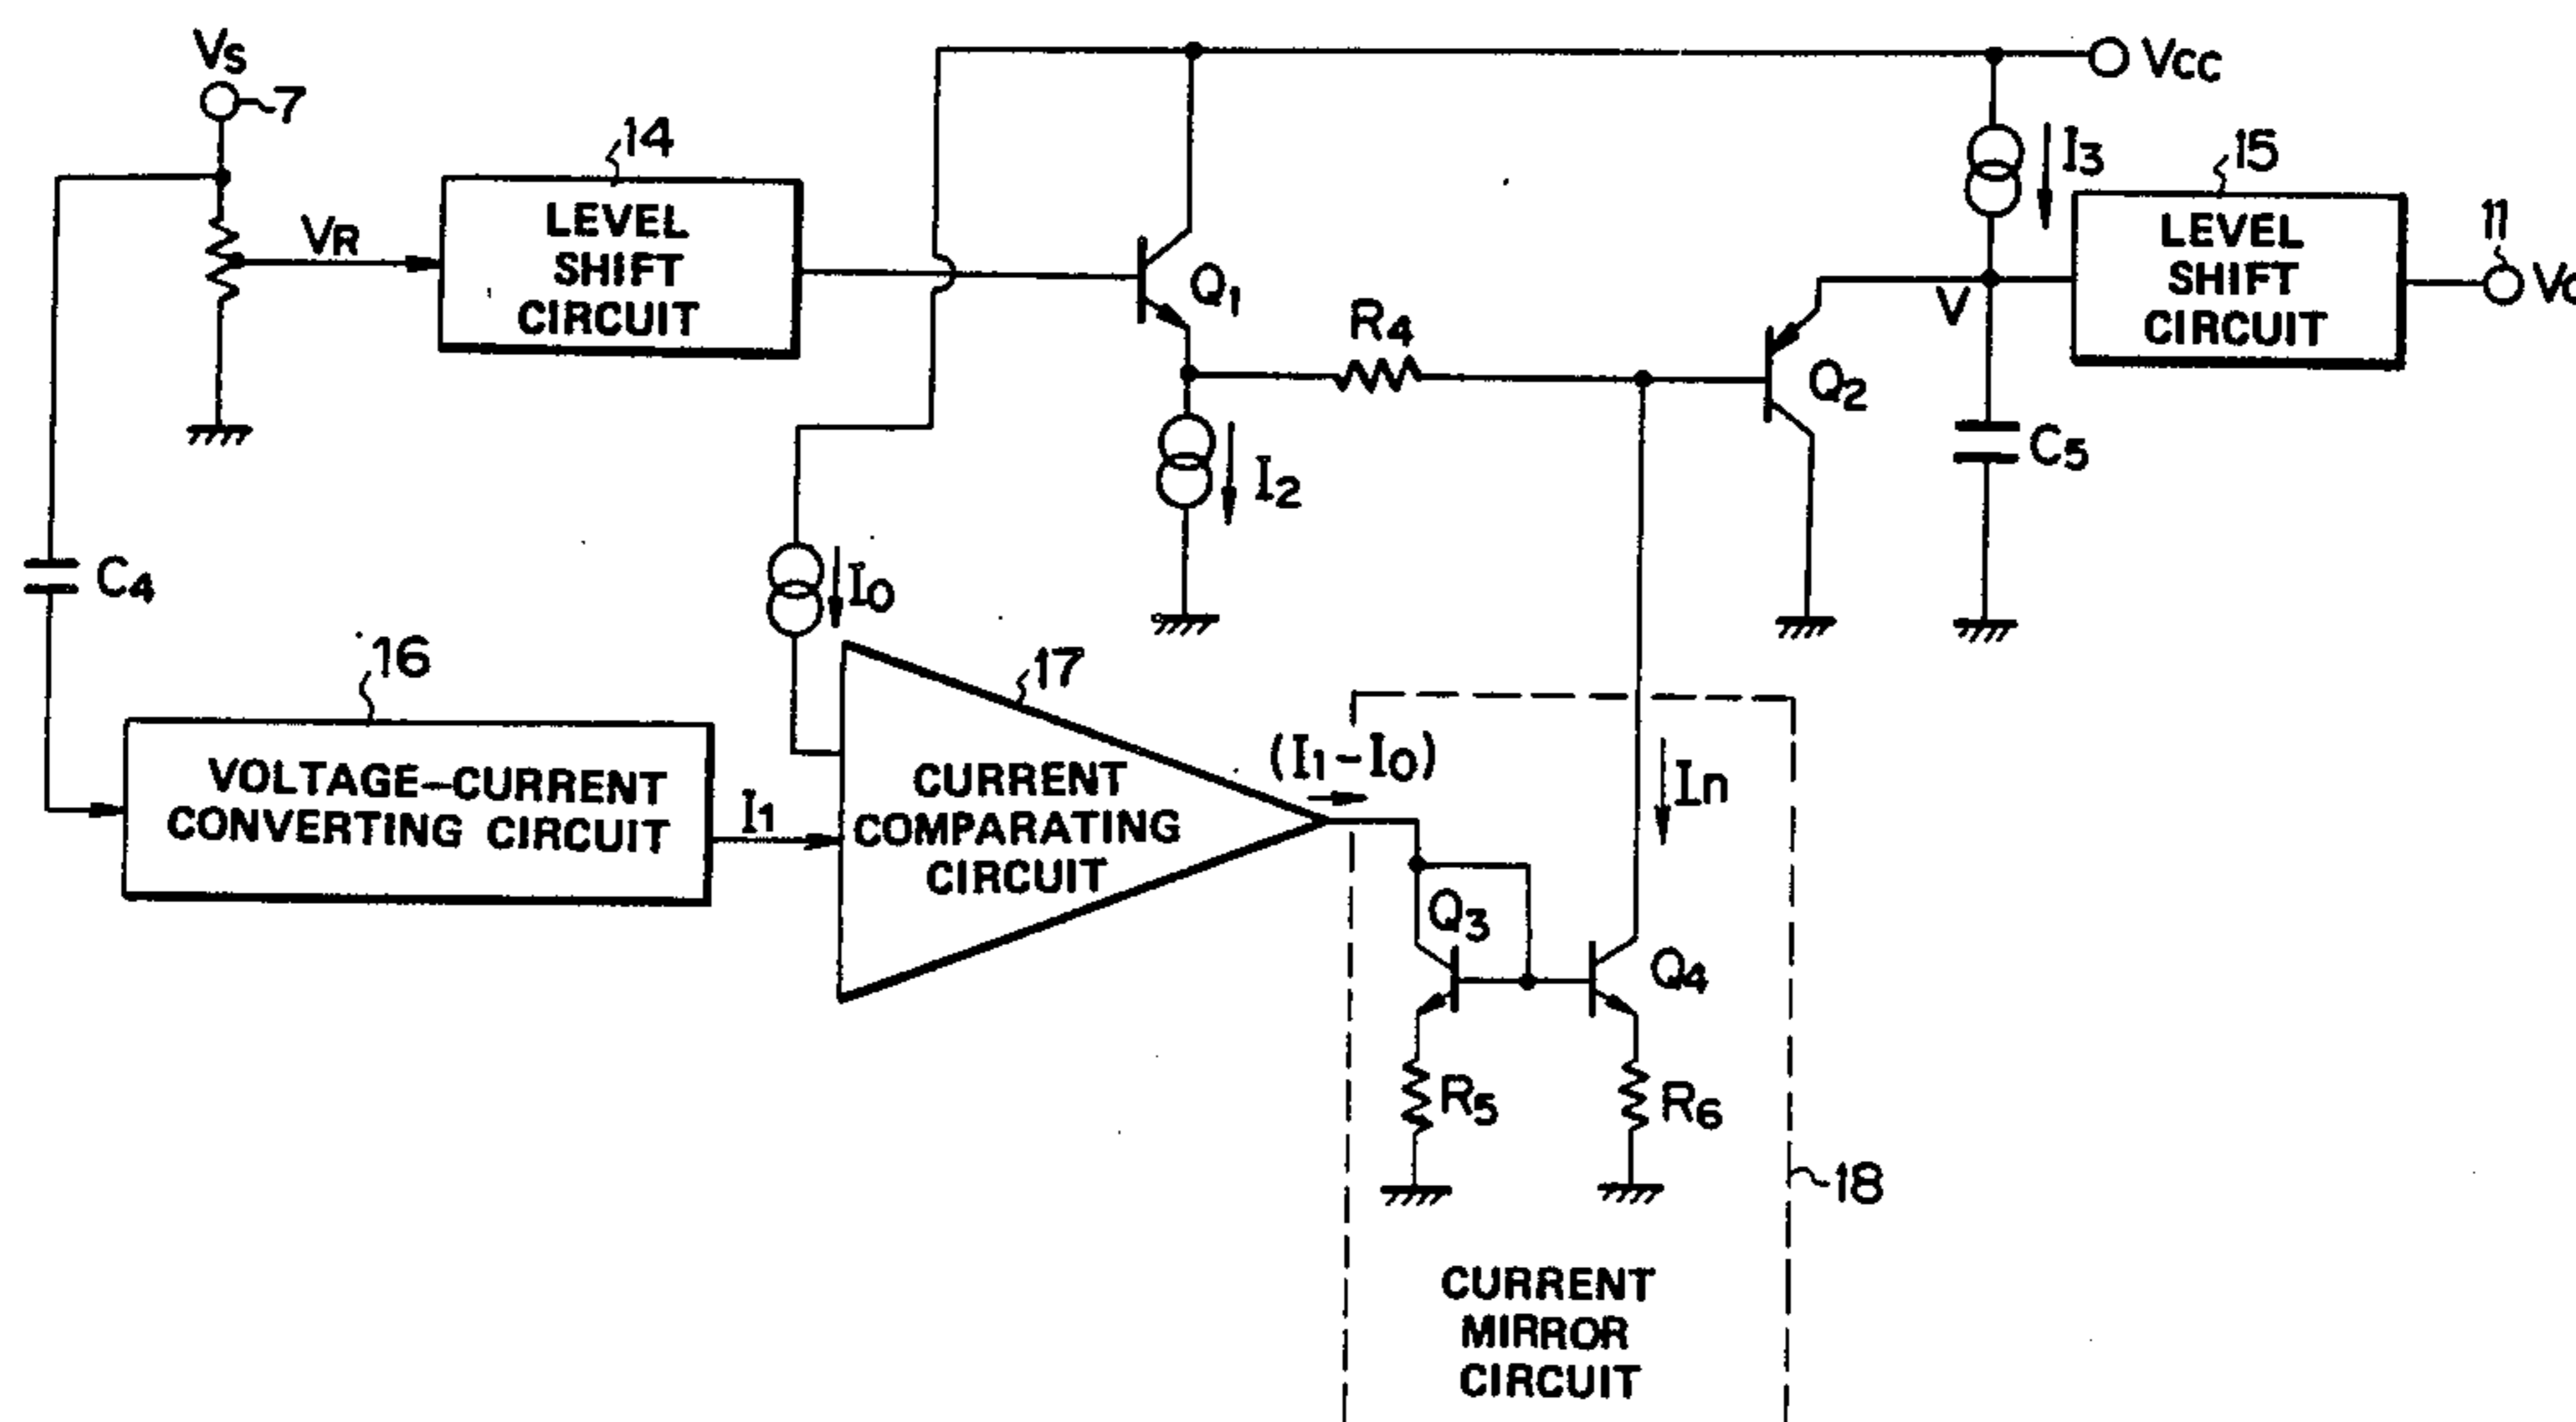 Vs
7
VR
14
LEVEL
SHIFT
CIRCUIT
Vcc
I3
15
LEVEL
SHIFT
CIRCUIT
11
Q1
R4
V
Q2
C5
I2
C4
I0
16
VOLTAGE-CURRENT
CONVERTING CIRCUIT
I1
17
CURRENT
COMPARATING
CIRCUIT
(I1-I0)
In
Q3
Q4
R5
R6
18
CURRENT
MIRROR
CIRCUIT